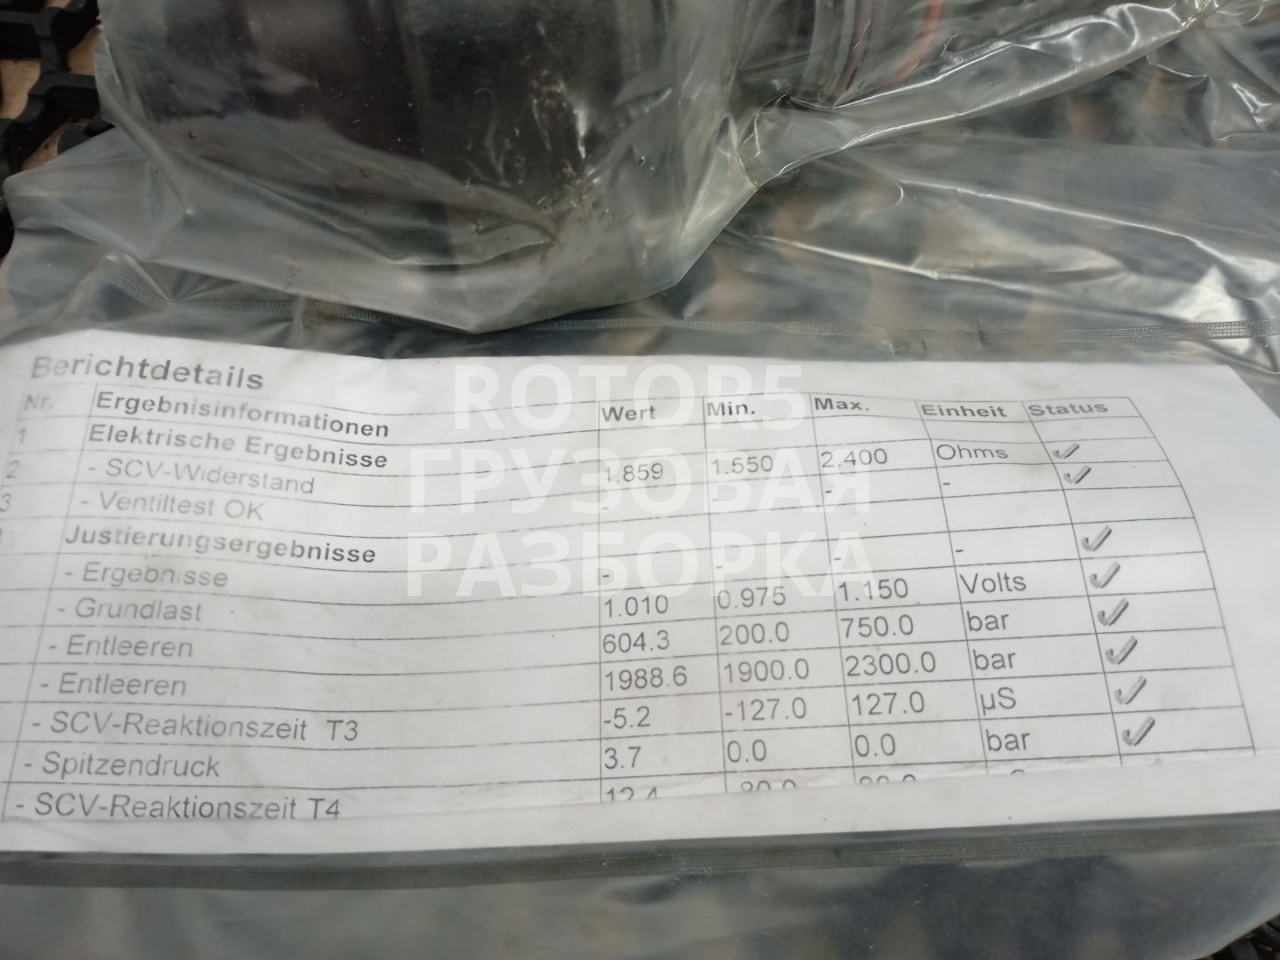 Berichtdetails
Nr. Ergebnisinformationen Wert Min. Max. Einheit Status
1 Elektrische Ergebnisse
2 - SCV-Widerstand 1.859 1.550 2.400 Ohms ✓
3 - Ventiltest OK - - - - ✓
Justierungsergebnisse
- Ergebnisse - - - - ✓
- Grundlast 1.010 0.975 1.150 Volts ✓
- Entleeren 604.3 200.0 750.0 bar ✓
- Entleeren 1988.6 1900.0 2300.0 bar ✓
- SCV-Reaktionszeit T3 -5.2 -127.0 127.0 µS ✓
- Spitzendruck 3.7 0.0 0.0 bar ✓
- SCV-Reaktionszeit T4 12.4
ROTOR5
ГРУЗОВАЯ
РАЗБОРКА